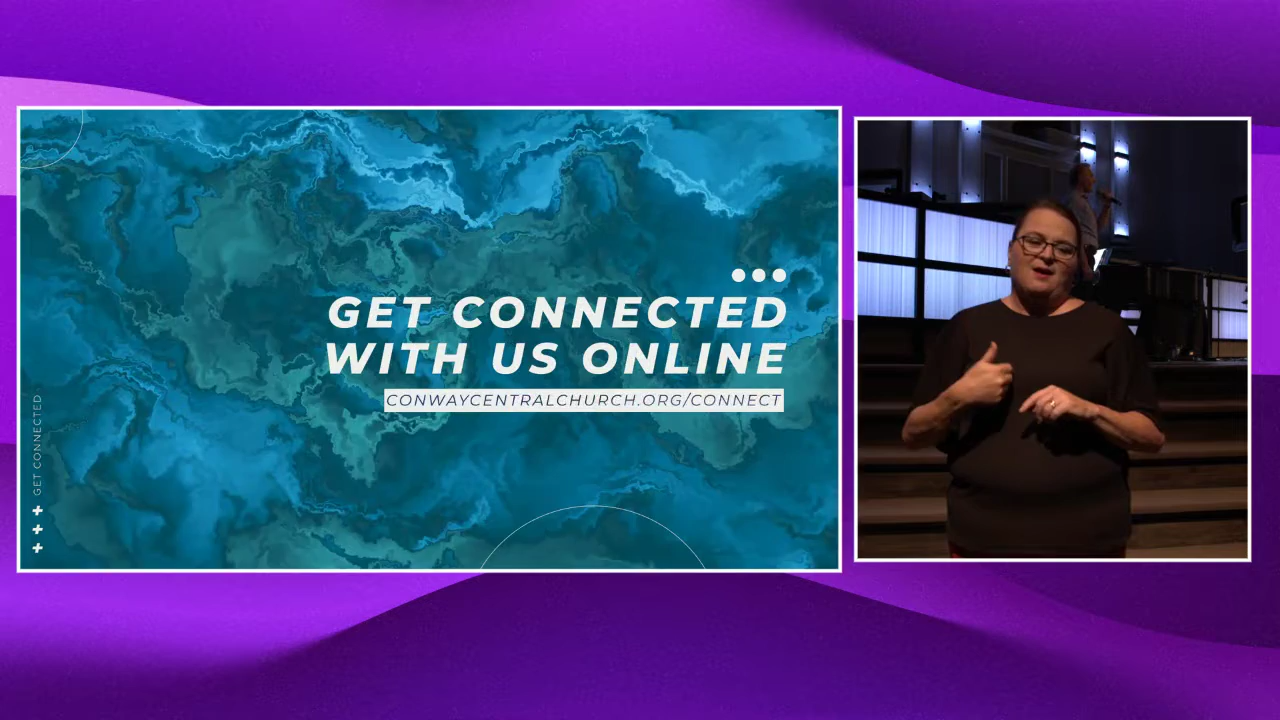 GET CONNECTED
WITH US ONLINE
CONWAYCENTRALCHURCH.ORG/CONNECT
GET CONNECTED